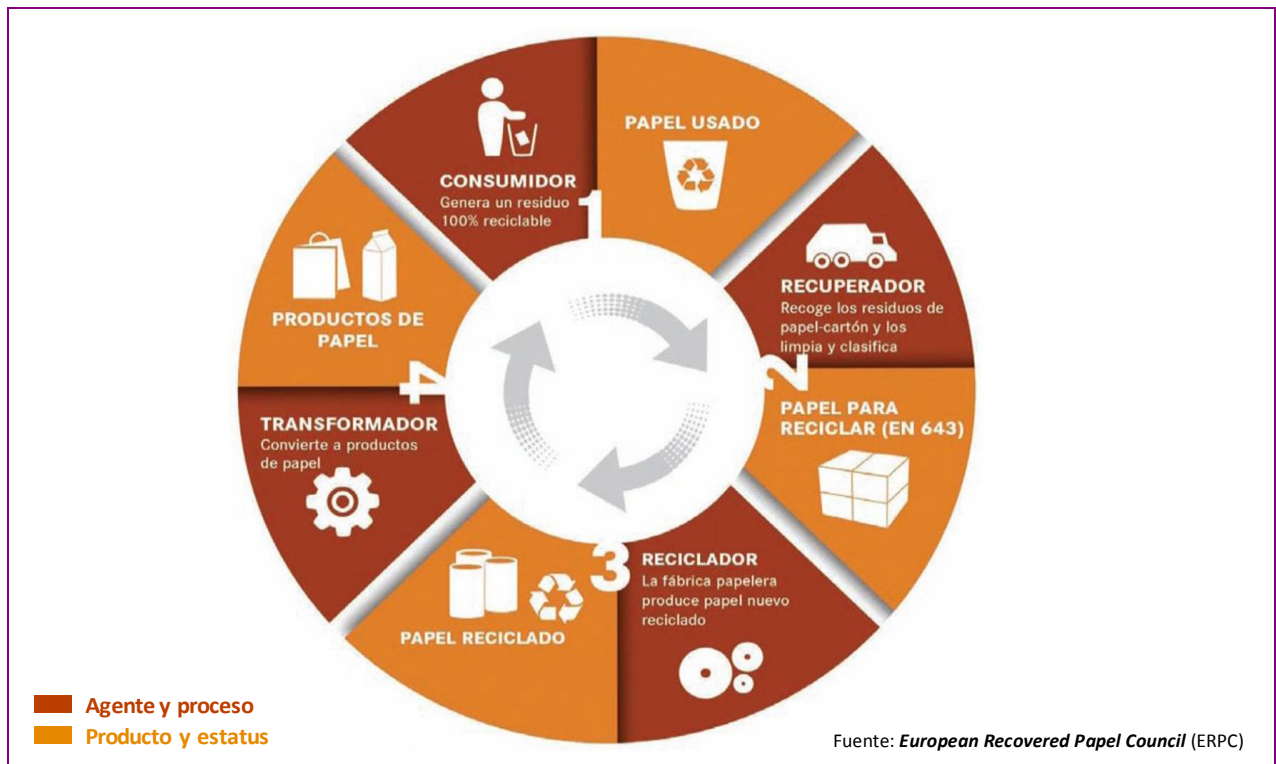 1
CONSUMIDOR
Genera un residuo
100% reciclable
PAPEL USADO
2
RECUPERADOR
Recoge los residuos de
papel-cartón y los
limpia y clasifica
PAPEL PARA
RECICLAR (EN 643)
3
RECICLADOR
La fábrica papelera
produce papel nuevo
reciclado
PAPEL RECICLADO
4
TRANSFORMADOR
Convierte a productos
de papel
PRODUCTOS DE
PAPEL
Agente y proceso
Producto y estatus
Fuente: European Recovered Papel Council (ERPC)